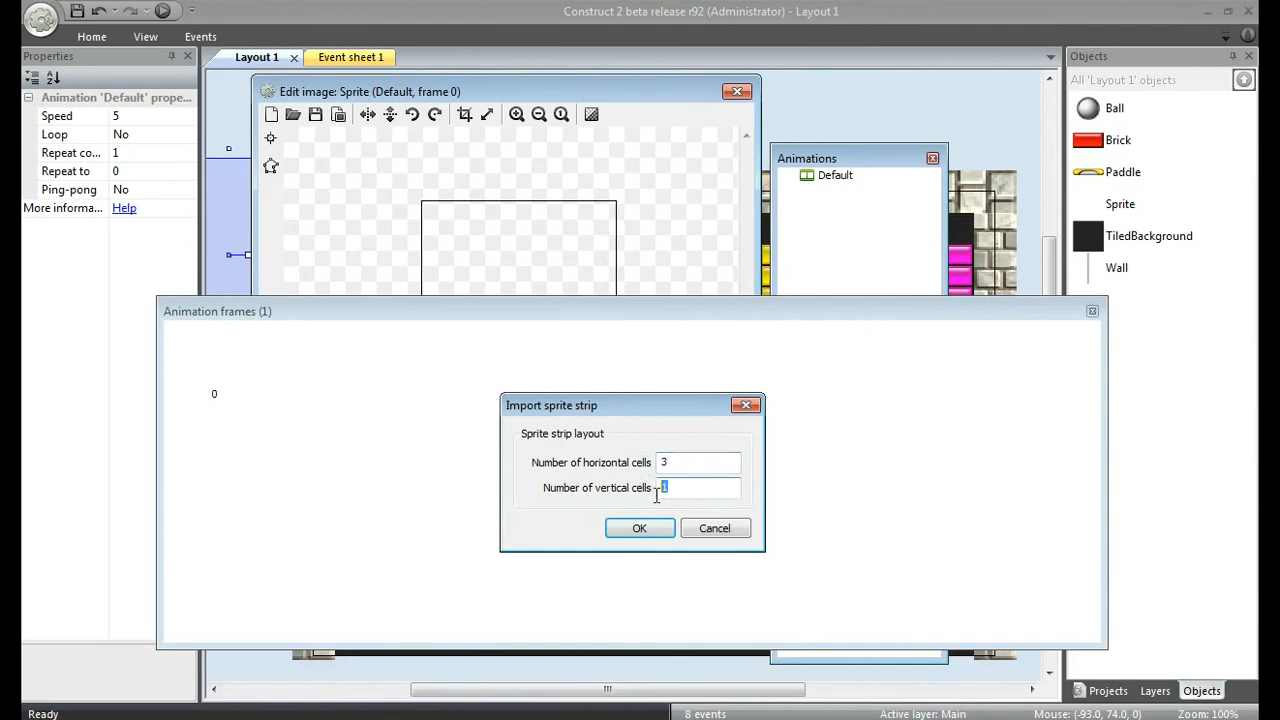 Construct 2 beta release r92 (Administrator) - Layout 1
Home View Events
Properties
Layout 1
Event sheet 1
Objects
Animation 'Default' prope...
Speed 5
Loop No
Repeat co... 1
Repeat to 0
Ping-pong No
More informa... Help
Edit image: Sprite (Default, frame 0)
Animations
Default
All 'Layout 1' objects
Ball
Brick
Paddle
Sprite
TiledBackground
Wall
Animation frames (1)
0
Import sprite strip
Sprite strip layout
Number of horizontal cells 3
Number of vertical cells 1
OK Cancel
Projects Layers Objects
Ready
8 events
Active layer: Main
Mouse: (-93.0, 74.0, 0)
Zoom: 100%